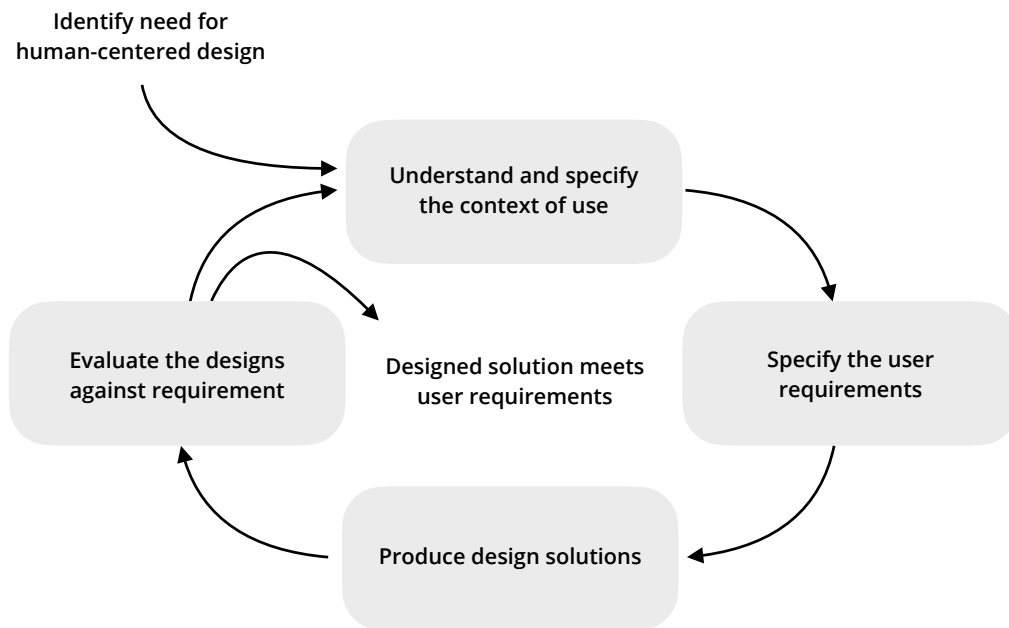 Identify need for
human-centered design
Understand and specify
the context of use
Evaluate the designs
against requirement
Designed solution meets
user requirements
Specify the user
requirements
Produce design solutions